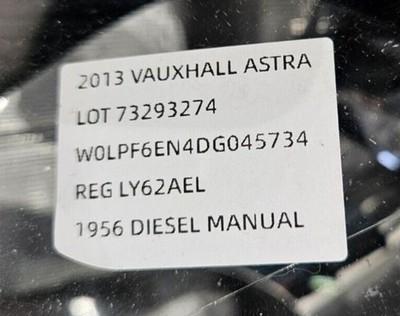 2013 VAUXHALL ASTRA
LOT 73293274
W0LPF6EN4DG045734
REG LY62AEL
1956 DIESEL MANUAL